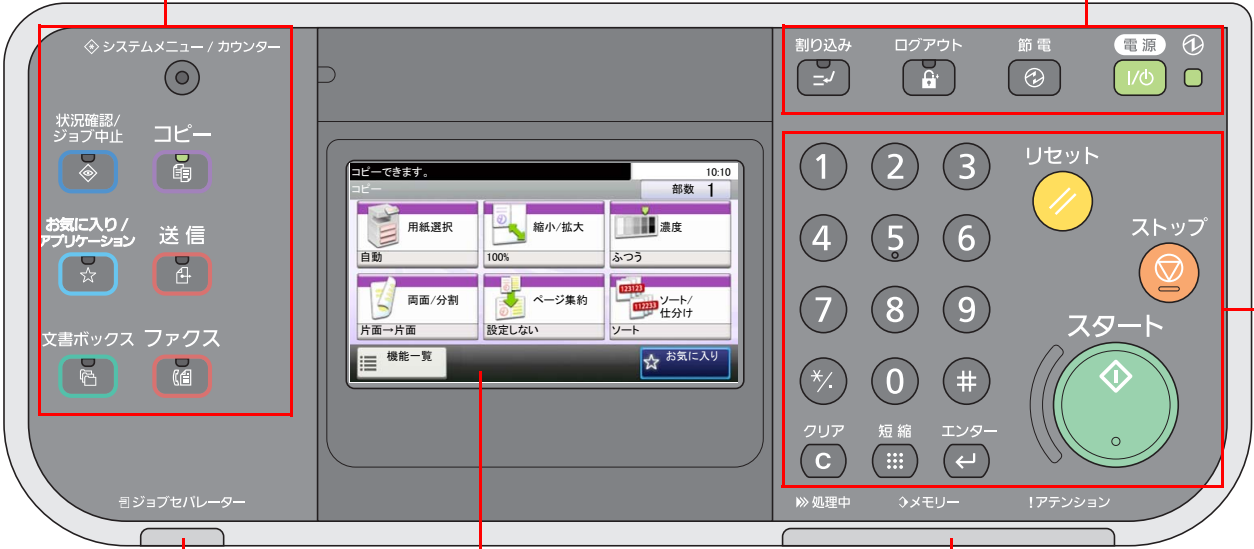 システムメニュー / カウンター
状況確認/
ジョブ中止
コピー
お気に入り /
アプリケーション
送信
文書ボックス
ファクス
ジョブセパレーター
コピーできます。
10:10
コピー
部数 1
用紙選択
自動
縮小/拡大
100%
濃度
ふつう
両面/分割
片面→片面
ページ集約
設定しない
123123
112233
ソート/
仕分け
ソート
機能一覧
お気に入り
割り込み
ログアウト
節電
電源
1 2 3
リセット
4 5 6
ストップ
7 8 9
スタート
*/. 0 #
クリア
短縮
エンター
C
処理中
メモリー
!アテンション